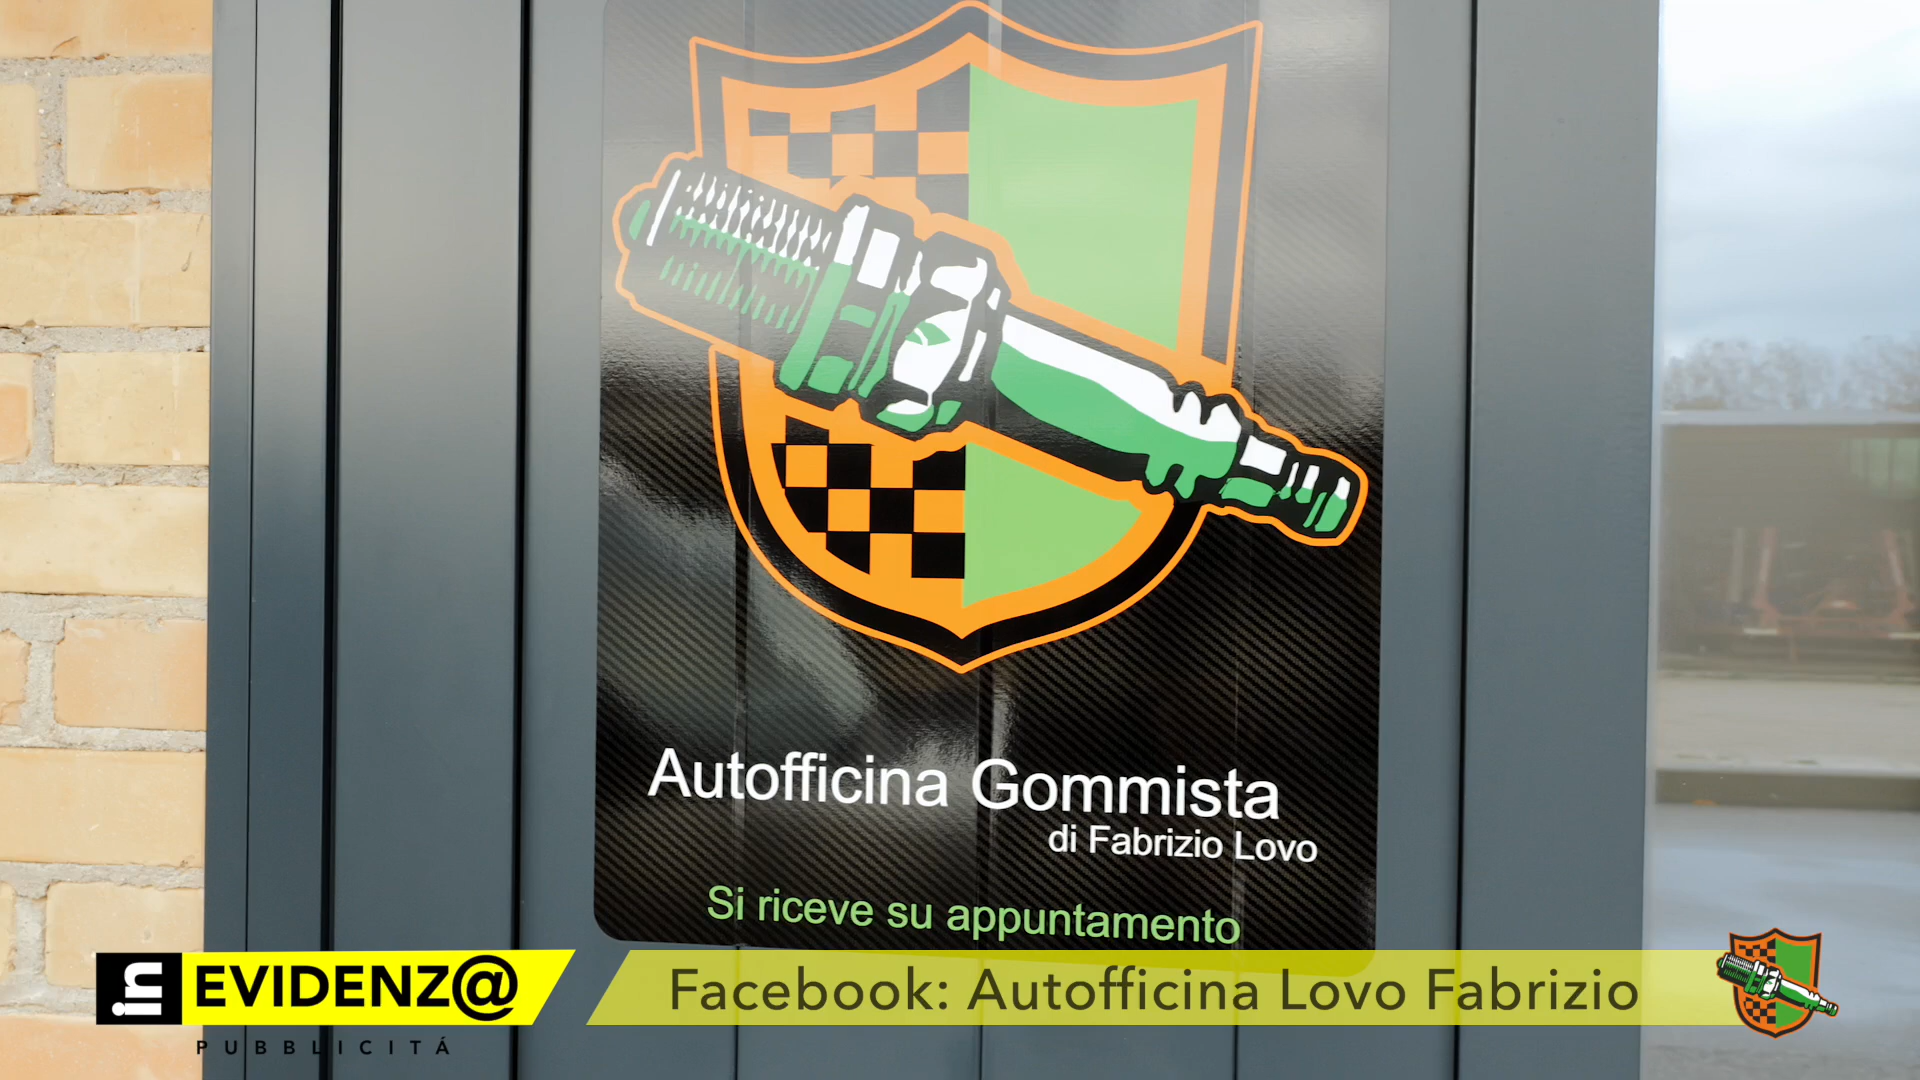 Autofficina Gommista
di Fabrizio Lovo
Si riceve su appuntamento
in EVIDENZ@
PUBBLICITÁ
Facebook: Autofficina Lovo Fabrizio